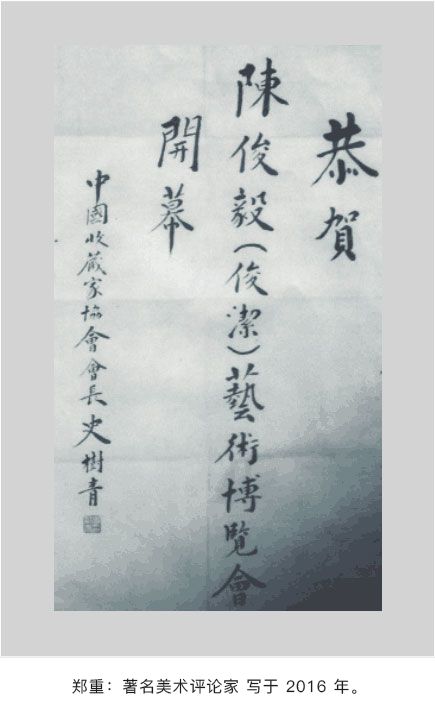 恭賀
陳俊毅（俊潔）藝術博覽會
開幕
中國收藏家協會會長史樹青
郑重：著名美术评论家 写于 2016 年。